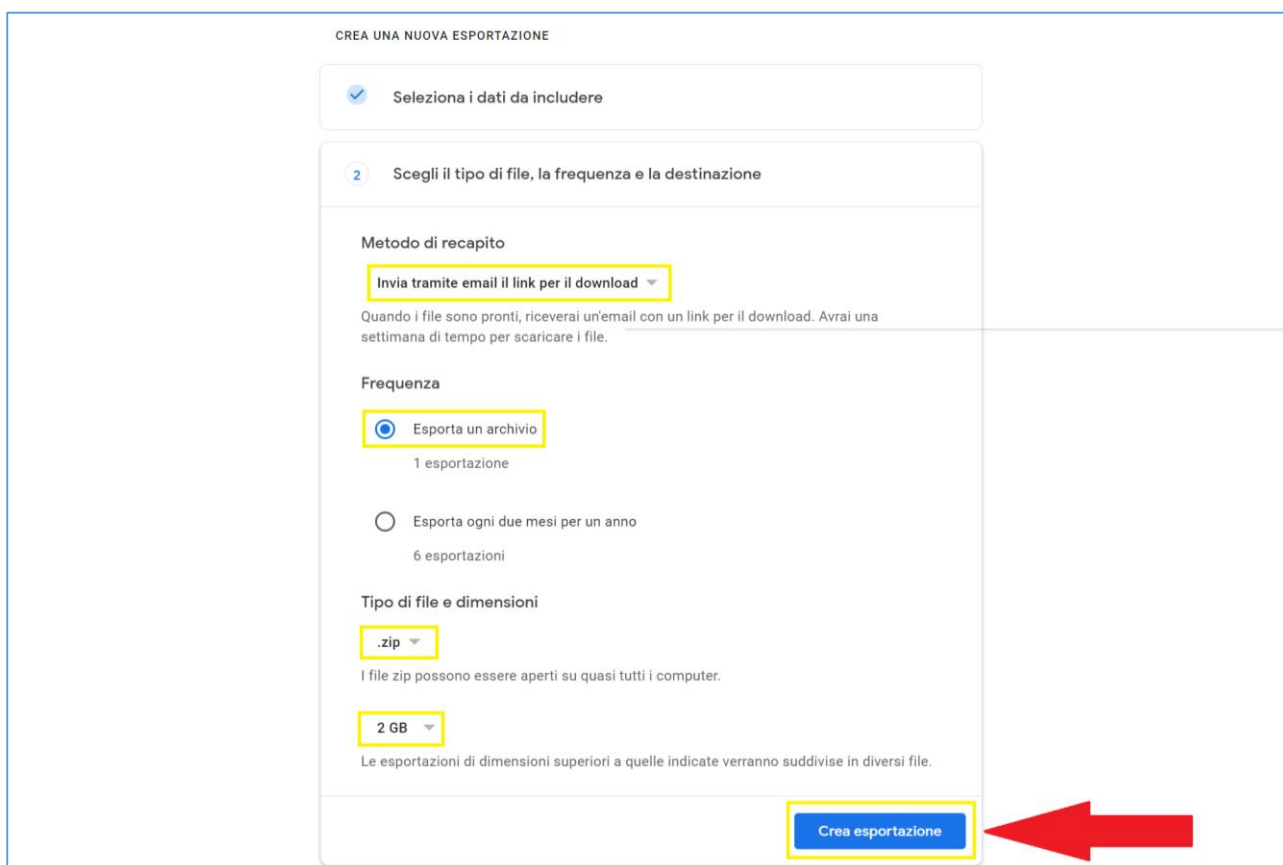 CREA UNA NUOVA ESPORTAZIONE
Seleziona i dati da includere
2 Scegli il tipo di file, la frequenza e la destinazione
Metodo di recapito
Invia tramite email il link per il download
Quando i file sono pronti, riceverai un'email con un link per il download. Avrai una
settimana di tempo per scaricare i file.
Frequenza
Esporta un archivio
1 esportazione
Esporta ogni due mesi per un anno
6 esportazioni
Tipo di file e dimensioni
.zip
I file zip possono essere aperti su quasi tutti i computer.
2 GB
Le esportazioni di dimensioni superiori a quelle indicate verranno suddivise in diversi file.
Crea esportazione